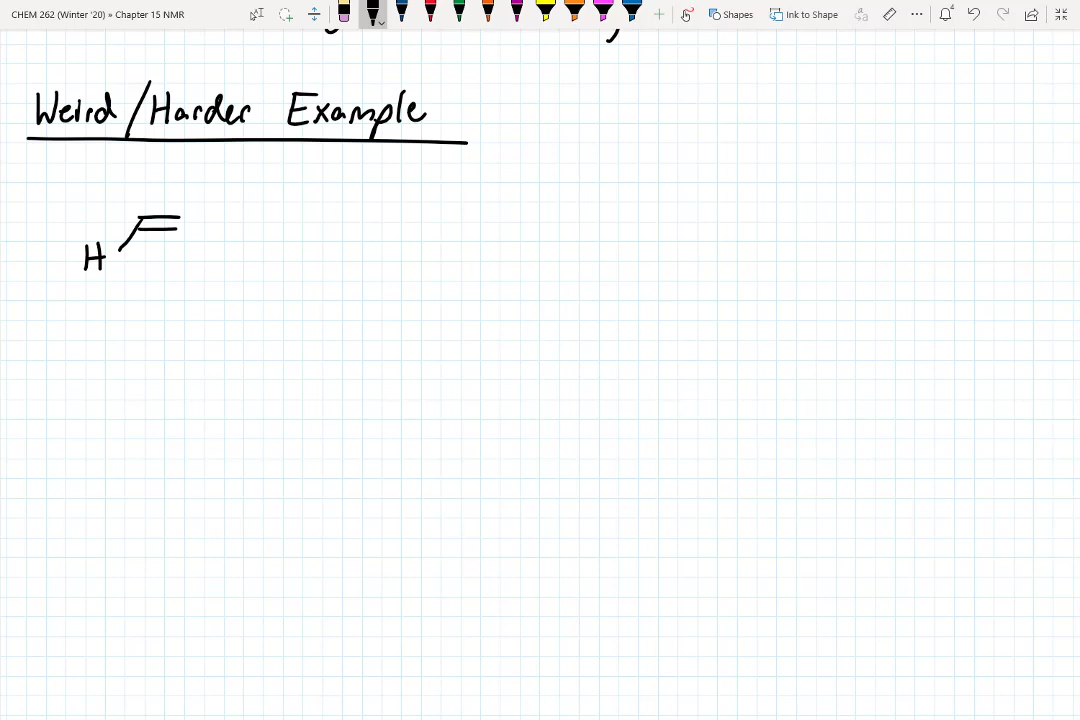 CHEM 262 (Winter '20) » Chapter 15 NMR
Shapes
Ink to Shape
Weird/Harder Example
H